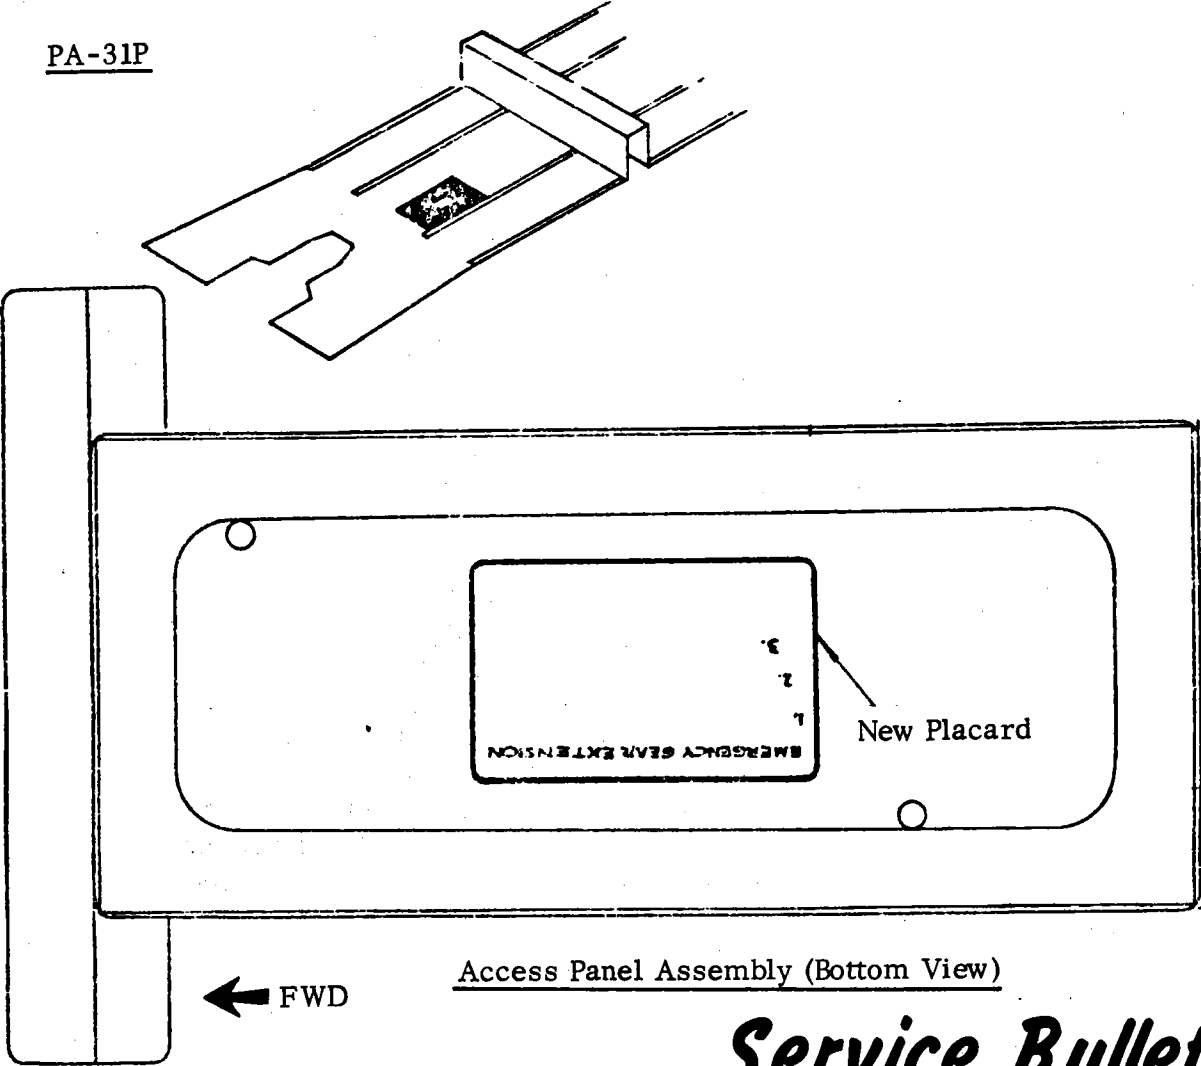 PA-31P
EMERGENCY GEAR EXTENSION
1.
2.
3.
New Placard
Access Panel Assembly (Bottom View)
FWD
Service Bullet